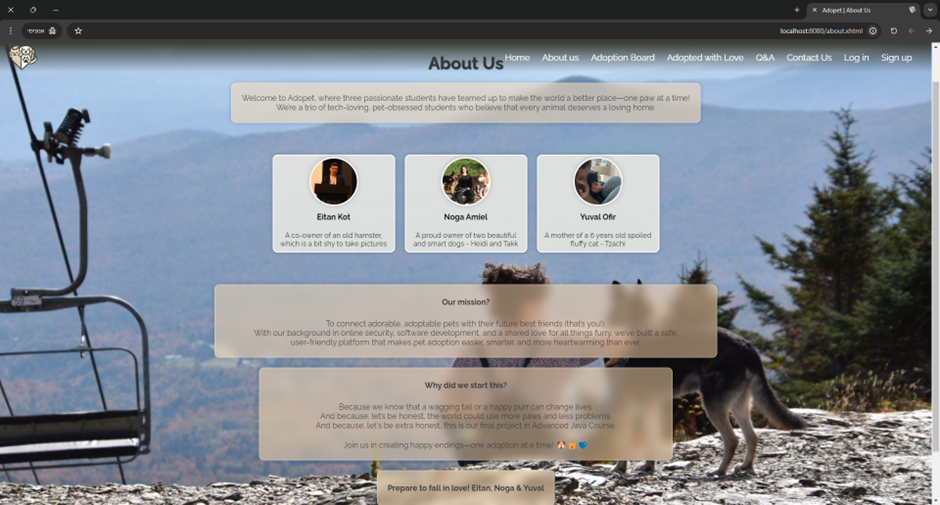 Adopet | About Us
אנונימי
localhost:8080/about.xhtml
Home About us Adoption Board Adopted with Love Q&A Contact Us Log in Sign up
About Us
Welcome to Adopet, where three passionate students have teamed up to make the world a better place—one paw at a time!
We're a trio of tech-loving, pet-obsessed students who believe that every animal deserves a loving home.
Eitan Kot
A co-owner of an old hamster,
which is a bit shy to take pictures
Noga Amiel
A proud owner of two beautiful
and smart dogs - Heidi and Takk
Yuval Ofir
A mother of a 6 years old spoiled
fluffy cat - Tzachi
Our mission?
To connect adorable, adoptable pets with their future best friends (that's you!).
With our background in online security, software development, and a shared love for all things furry, we've built a safe,
user-friendly platform that makes pet adoption easier, smarter, and more heartwarming than ever.
Why did we start this?
Because we know that a wagging tail or a happy purr can change lives.
And because, let's be honest, the world could use more paws and less problems.
And because, let's be extra honest, this is our final project in Advanced Java Course.
Join us in creating happy endings—one adoption at a time! 🐶🐱💙
Prepare to fall in love! Eitan, Noga & Yuval